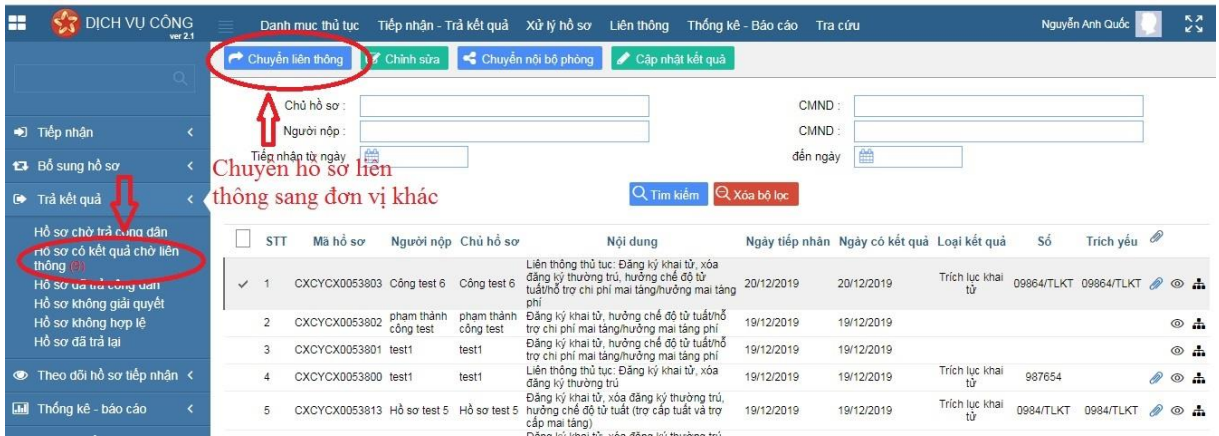 DỊCH VỤ CÔNG
ver 2.1
Danh mục thủ tục Tiếp nhận - Trả kết quả Xử lý hồ sơ Liên thông Thống kê - Báo cáo Tra cứu
Nguyễn Anh Quốc
Chuyển liên thông Chỉnh sửa Chuyển nội bộ phòng Cập nhật kết quả
Chủ hồ sơ : CMND :
Người nộp : CMND :
Tiếp nhận từ ngày đến ngày
Tìm kiếm Xóa bộ lọc
Chuyển hồ sơ liên
thông sang đơn vị khác
Tiếp nhận
Bổ sung hồ sơ
Trả kết quả
Hồ sơ chờ trả công dân
Hồ sơ có kết quả chờ liên
thông (9)
Hồ sơ đã trả công dân
Hồ sơ không giải quyết
Hồ sơ không hợp lệ
Hồ sơ đã trả lại
Theo dõi hồ sơ tiếp nhận
Thống kê - báo cáo
STT Mã hồ sơ Người nộp Chủ hồ sơ Nội dung Ngày tiếp nhân Ngày có kết quả Loại kết quả Số Trích yếu
1 CXCYCX0053803 Công test 6 Công test 6 Liên thông thủ tục: Đăng ký khai tử, xóa
đăng ký thường trú, hưởng chế độ tử
tuất/hỗ trợ chi phí mai táng/hưởng mai táng
phí 20/12/2019 20/12/2019 Trích lục khai
tử 09864/TLKT 09864/TLKT
2 CXCYCX0053802 phạm thành
công test phạm thành
công test Đăng ký khai tử, hưởng chế độ tử tuất/hỗ
trợ chi phí mai táng/hưởng mai táng phí 19/12/2019 19/12/2019
3 CXCYCX0053801 test1 test1 Đăng ký khai tử, hưởng chế độ tử tuất/hỗ
trợ chi phí mai táng/hưởng mai táng phí 19/12/2019 19/12/2019
4 CXCYCX0053800 test1 test1 Liên thông thủ tục: Đăng ký khai tử, xóa
đăng ký thường trú 19/12/2019 19/12/2019 Trích lục khai
tử 987654
5 CXCYCX0053813 Hồ sơ test 5 Hồ sơ test 5 Đăng ký khai tử, xóa đăng ký thường trú,
hưởng chế độ tử tuất (trợ cấp tuất và trợ
cấp mai táng) 19/12/2019 19/12/2019 Trích lục khai
tử 0984/TLKT 0984/TLKT